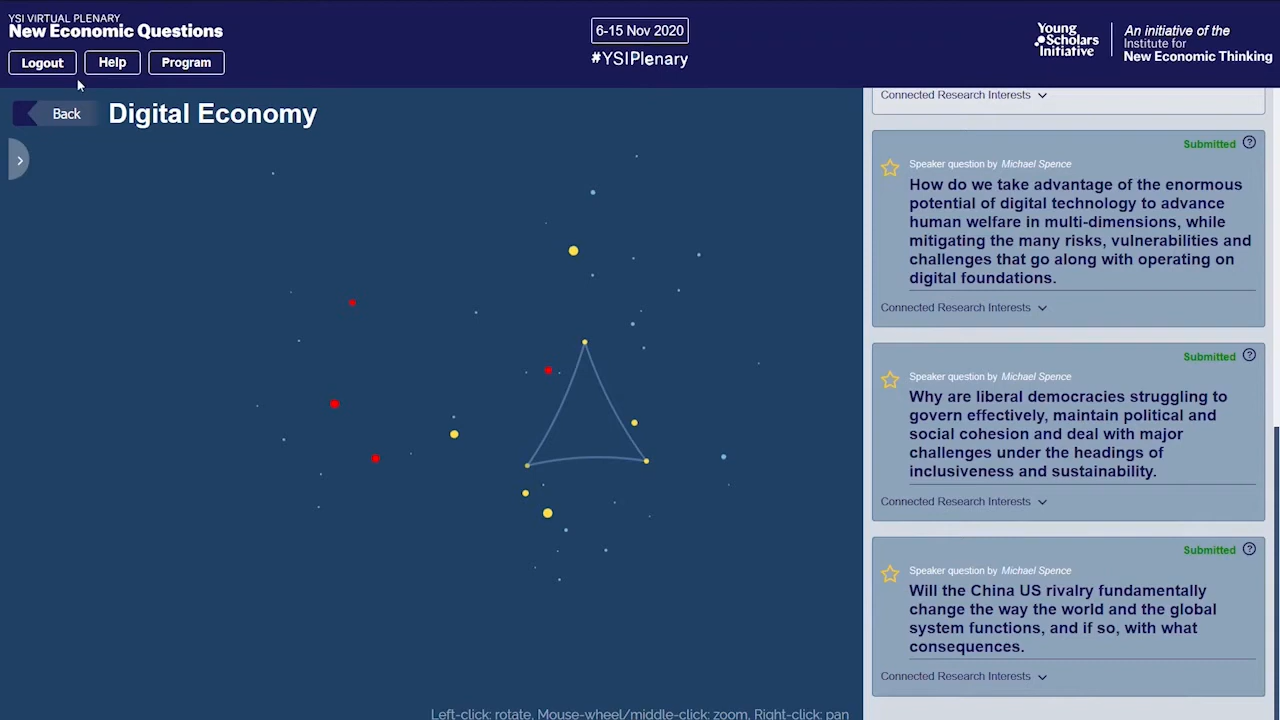 YSI VIRTUAL PLENARY
New Economic Questions
Logout
Help
Program
6-15 Nov 2020
#YSIPlenary
Young
Scholars
Initiative
An initiative of the
Institute for
New Economic Thinking
Back
Digital Economy
Connected Research Interests
Submitted
Speaker question by Michael Spence
How do we take advantage of the enormous
potential of digital technology to advance
human welfare in multi-dimensions, while
mitigating the many risks, vulnerabilities and
challenges that go along with operating on
digital foundations.
Connected Research Interests
Submitted
Speaker question by Michael Spence
Why are liberal democracies struggling to
govern effectively, maintain political and
social cohesion and deal with major
challenges under the headings of
inclusiveness and sustainability.
Connected Research Interests
Submitted
Speaker question by Michael Spence
Will the China US rivalry fundamentally
change the way the world and the global
system functions, and if so, with what
consequences.
Connected Research Interests
Left-click: rotate, Mouse-wheel/middle-click: zoom, Right-click: pan